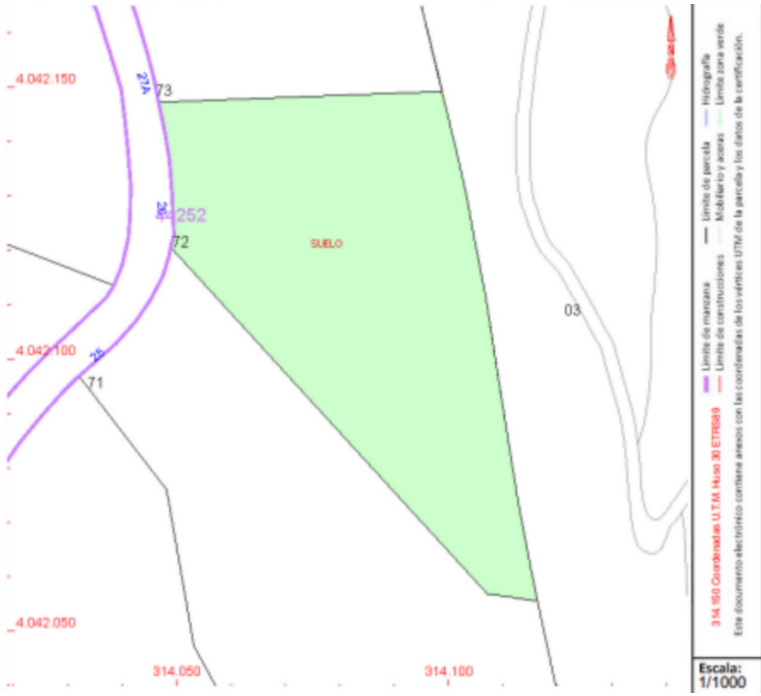 4.042.150
27A
73
26
44252
72
SUELO
03
4.042.100
25
71
4.042.050
314.050
314.100
Límite de manzana
Límite de parcela
Hidrografía
314.150 Coordenadas U.T.M. Huso 30 ETRS89
Límite de construcciones
Mobiliario y aceras
Límite zona verde
Este documento electrónico contiene anexos con las coordenadas de los vértices UTM de la parcela y los datos de la certificación.
Escala:
1/1000